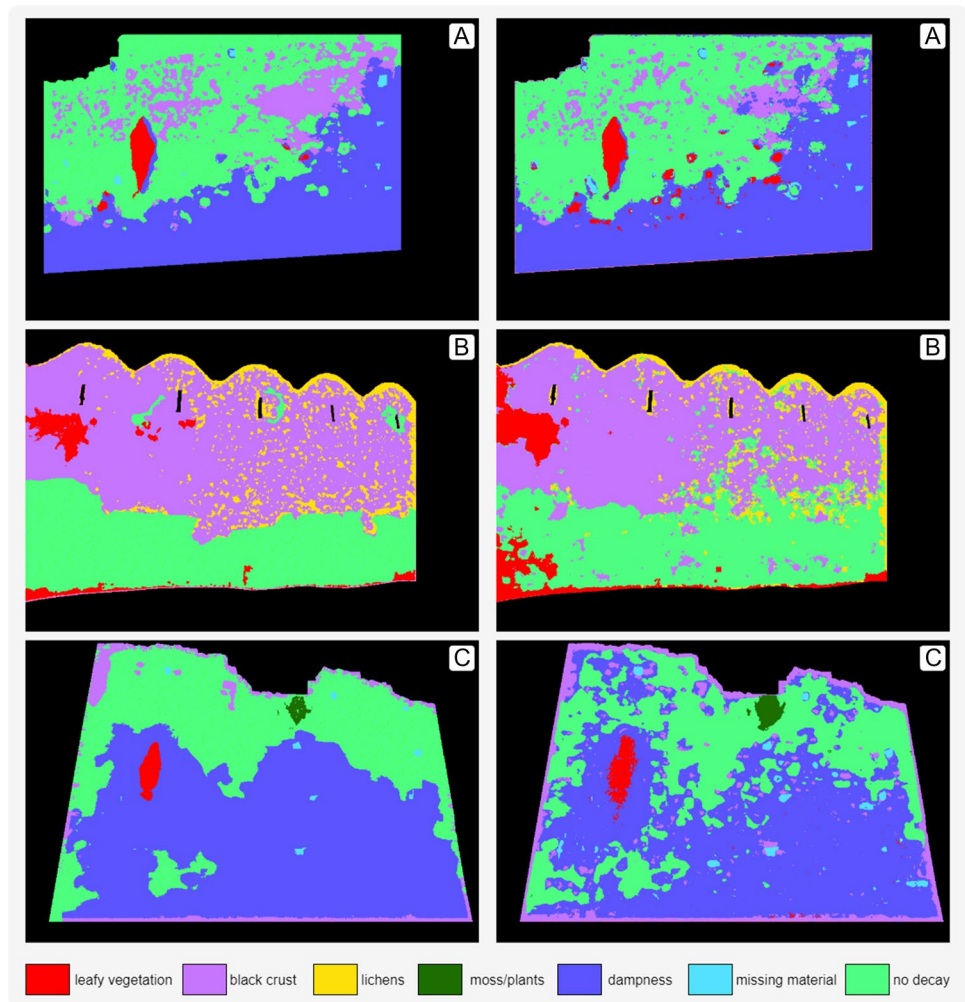 A
A
B
B
C
C
leafy vegetation
black crust
lichens
moss/plants
dampness
missing material
no decay